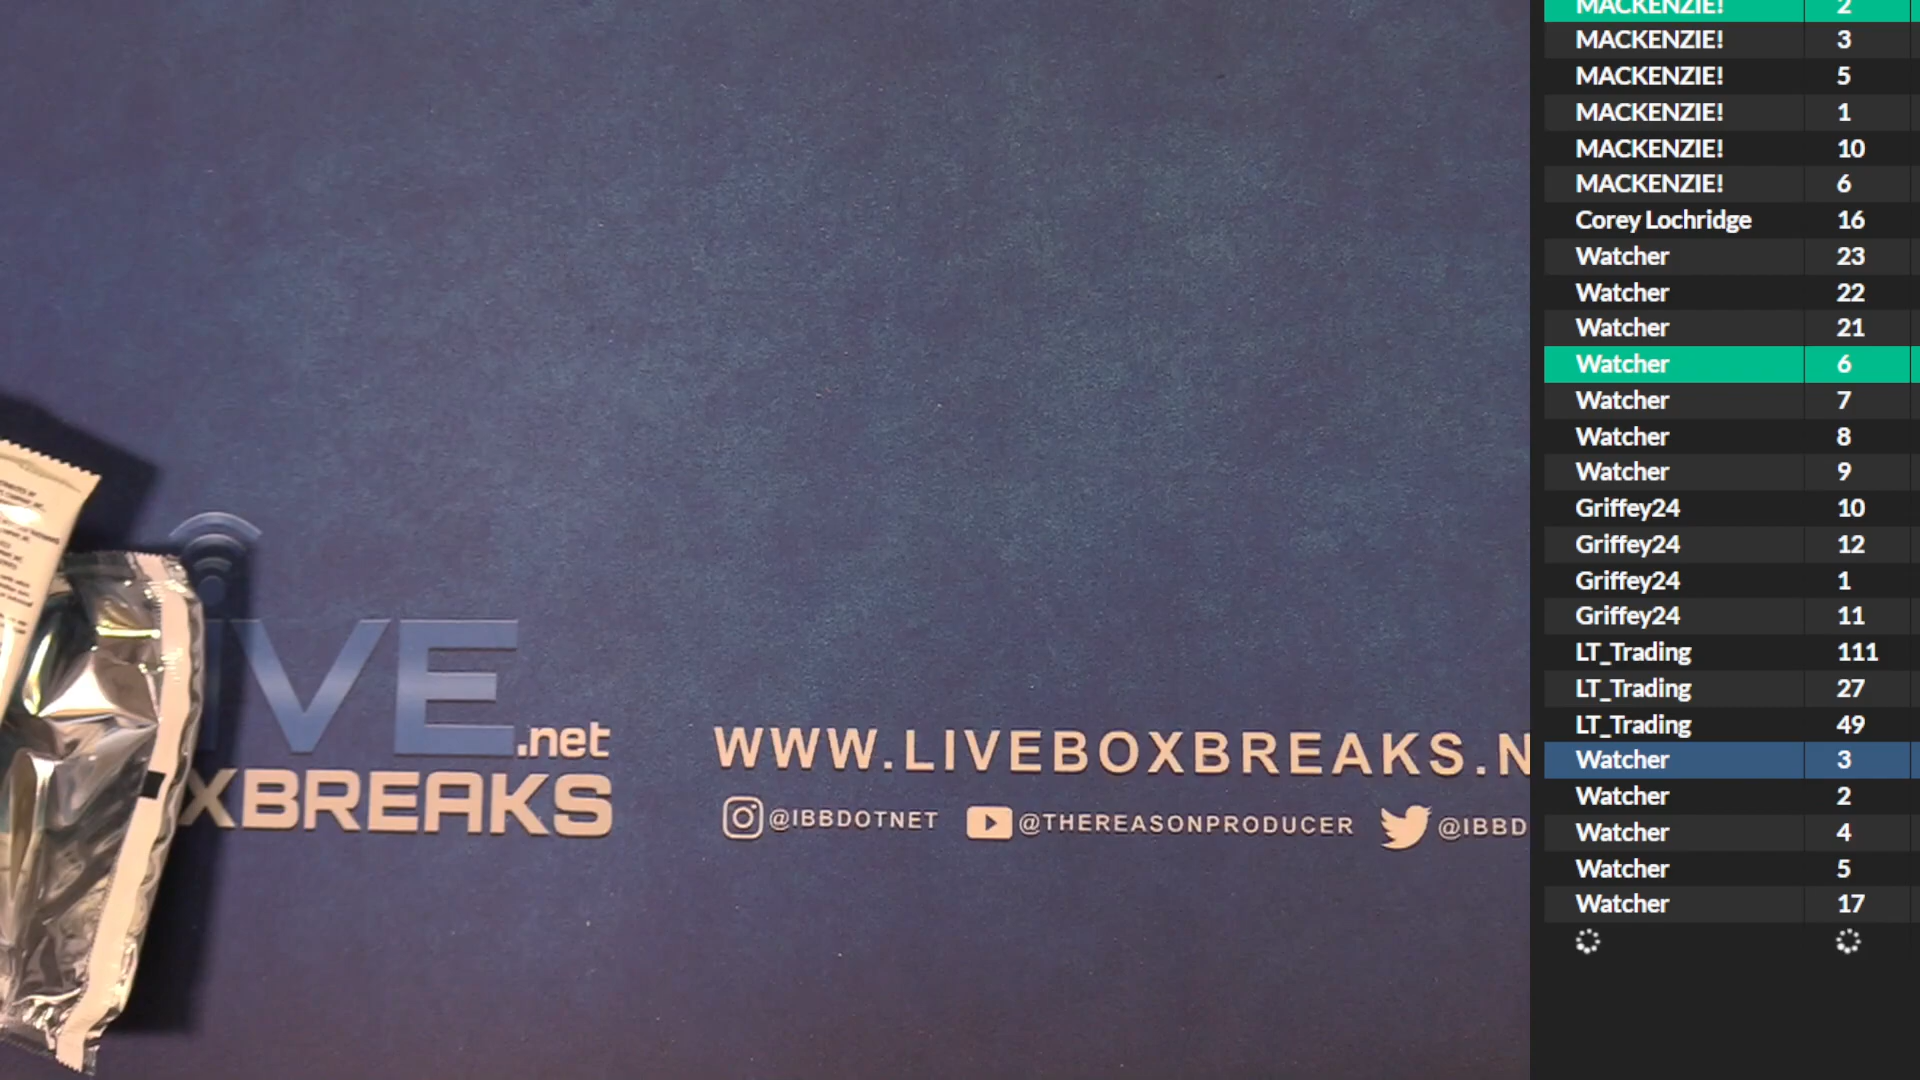 MACKENZIE! 2
MACKENZIE! 3
MACKENZIE! 5
MACKENZIE! 1
MACKENZIE! 10
MACKENZIE! 6
Corey Lochridge 16
Watcher 23
Watcher 22
Watcher 21
Watcher 6
Watcher 7
Watcher 8
Watcher 9
Griffey24 10
Griffey24 12
Griffey24 1
Griffey24 11
LT_Trading 111
LT_Trading 27
LT_Trading 49
Watcher 3
Watcher 2
Watcher 4
Watcher 5
Watcher 17
IVE
.net
XBREAKS
WWW.LIVEBOXBREAKS.N
@IBBDOTNET @THEREASONPRODUCER @IBBD